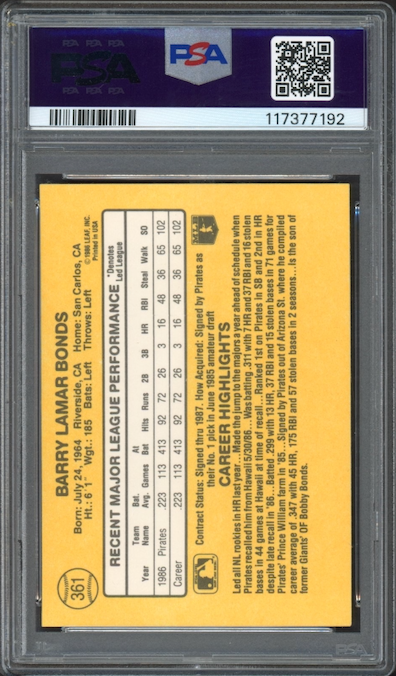 PSA PSA PSA
PSA
PSA PSA PSA
PSA
117377192
361
BARRY LAMAR BONDS
Born: July 24, 1964 Riverside, CA Home: San Carlos, CA
Ht.: 6'1" Wgt.: 185 Bats: Left Throws: Left
©1986 LEAF, INC.
Printed in USA
RECENT MAJOR LEAGUE PERFORMANCE
*Denotes
Led League
Team Bat. At
Year Name Avg. Games Bat Hits Runs 2B 3B HR RBI Steal Walk SO
1986 Pirates .223 113 413 92 72 26 3 16 48 36 65 102
Career .223 113 413 92 72 26 3 16 48 36 65 102
Contract Status: Signed thru 1987. How Acquired: Signed by Pirates as
their No. 1 pick in June 1985 amateur draft
CAREER HIGHLIGHTS
MLB
Led all NL rookies in HR last year...Made the jump to the majors a year ahead of schedule when
Pirates recalled him from Hawaii 5/30/86...Was batting .311 with 7 HR and 37 RBI and 16 stolen
bases in 44 games at Hawaii at time of recall...Ranked 1st on Pirates in SB and 2nd in HR
despite late recall in '86...Batted .299 with 13 HR, 37 RBI and 15 stolen bases in 71 games for
Pirates' Prince William farm in '85...Signed by Pirates out of Arizona St. where he compiled
career average of .347 with 45 HR, 175 RBI and 57 stolen bases in 2 seasons...Is the son of
former Giants' OF Bobby Bonds.
PSA